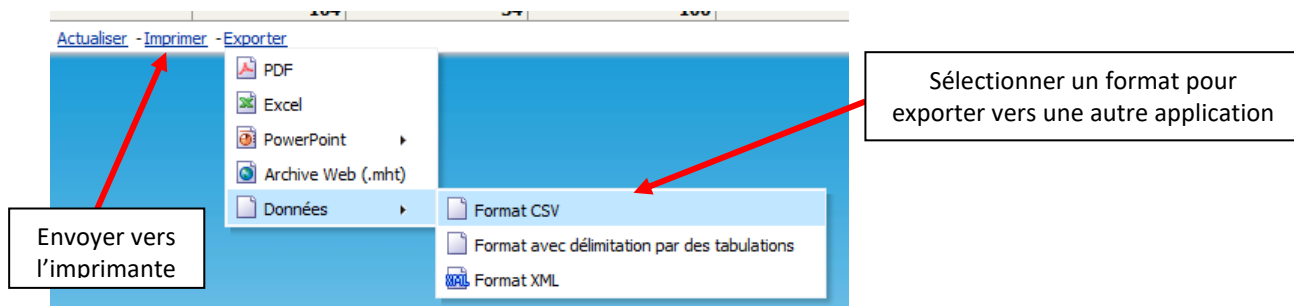 Actualiser - Imprimer - Exporter
PDF
Excel
PowerPoint
Archive Web (.mht)
Données
Format CSV
Format avec délimitation par des tabulations
Format XML
Sélectionner un format pour
exporter vers une autre application
Envoyer vers
l’imprimante